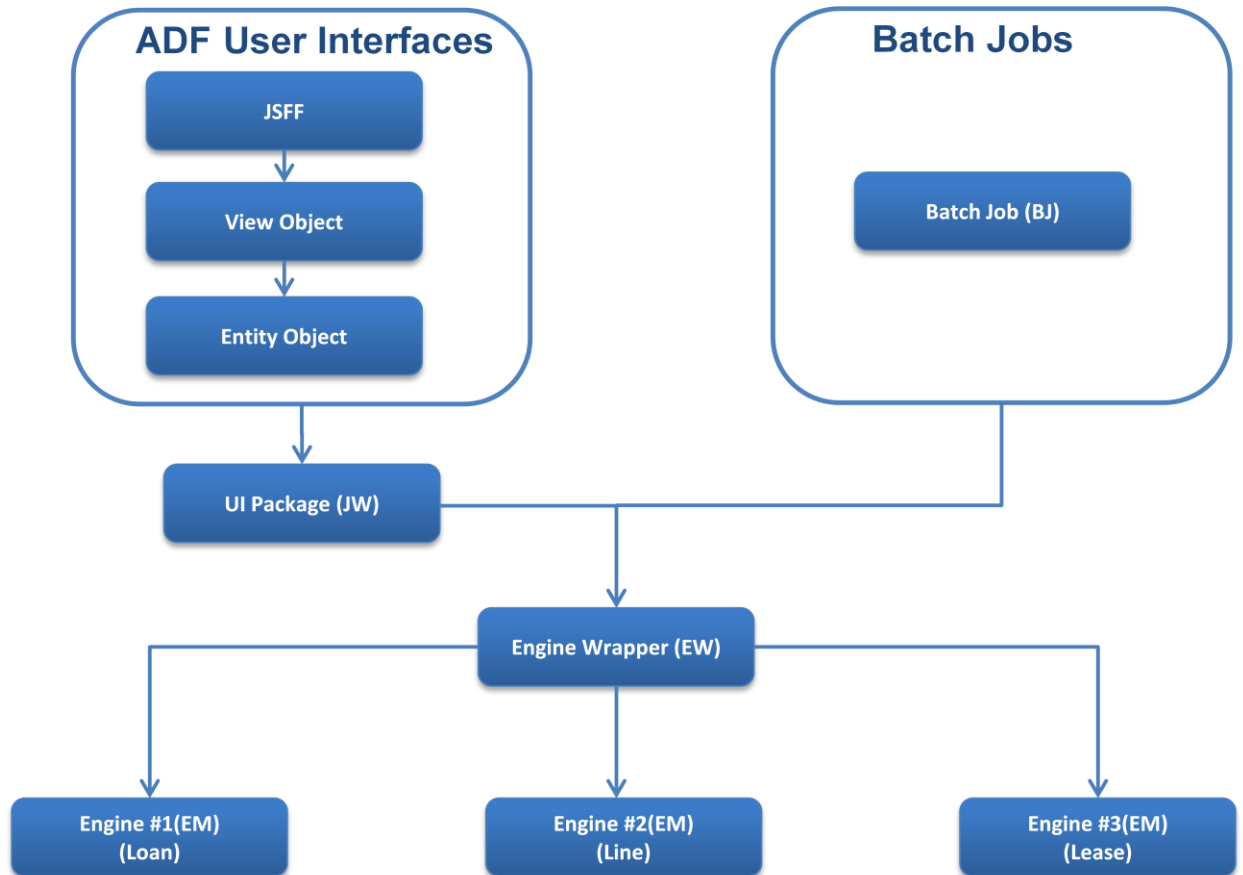 ADF User Interfaces
JSFF
View Object
Entity Object
Batch Jobs
Batch Job (BJ)
UI Package (JW)
Engine Wrapper (EW)
Engine #1(EM)
(Loan)
Engine #2(EM)
(Line)
Engine #3(EM)
(Lease)